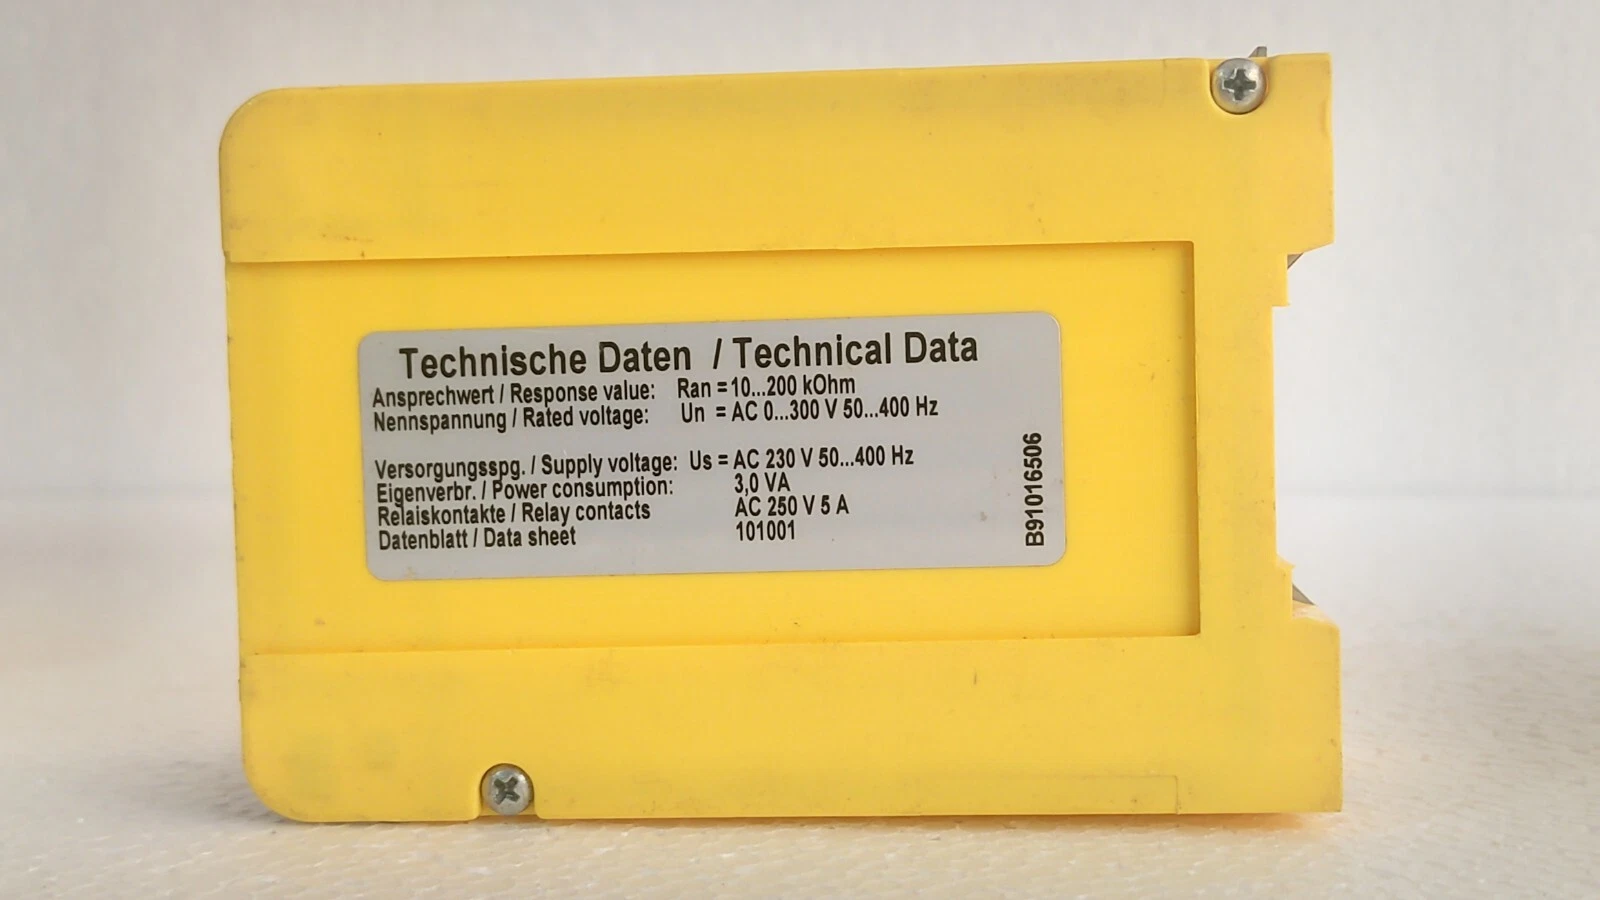 Technische Daten / Technical Data
Ansprechwert / Response value: Ran = 10...200 kOhm
Nennspannung / Rated voltage: Un = AC 0...300 V 50...400 Hz
Versorgungsspg. / Supply voltage: Us = AC 230 V 50...400 Hz
Eigenverbr. / Power consumption: 3,0 VA
Relaiskontakte / Relay contacts AC 250 V 5 A
Datenblatt / Data sheet 101001
B91016506